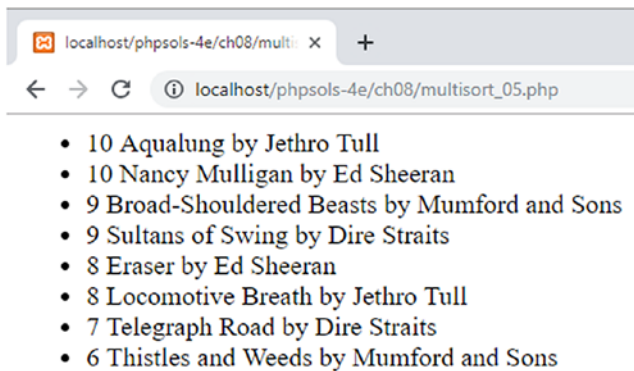 localhost/phpsols-4e/ch08/multi
localhost/phpsols-4e/ch08/multisort_05.php
• 10 Aqualung by Jethro Tull
• 10 Nancy Mulligan by Ed Sheeran
• 9 Broad-Shouldered Beasts by Mumford and Sons
• 9 Sultans of Swing by Dire Straits
• 8 Eraser by Ed Sheeran
• 8 Locomotive Breath by Jethro Tull
• 7 Telegraph Road by Dire Straits
• 6 Thistles and Weeds by Mumford and Sons